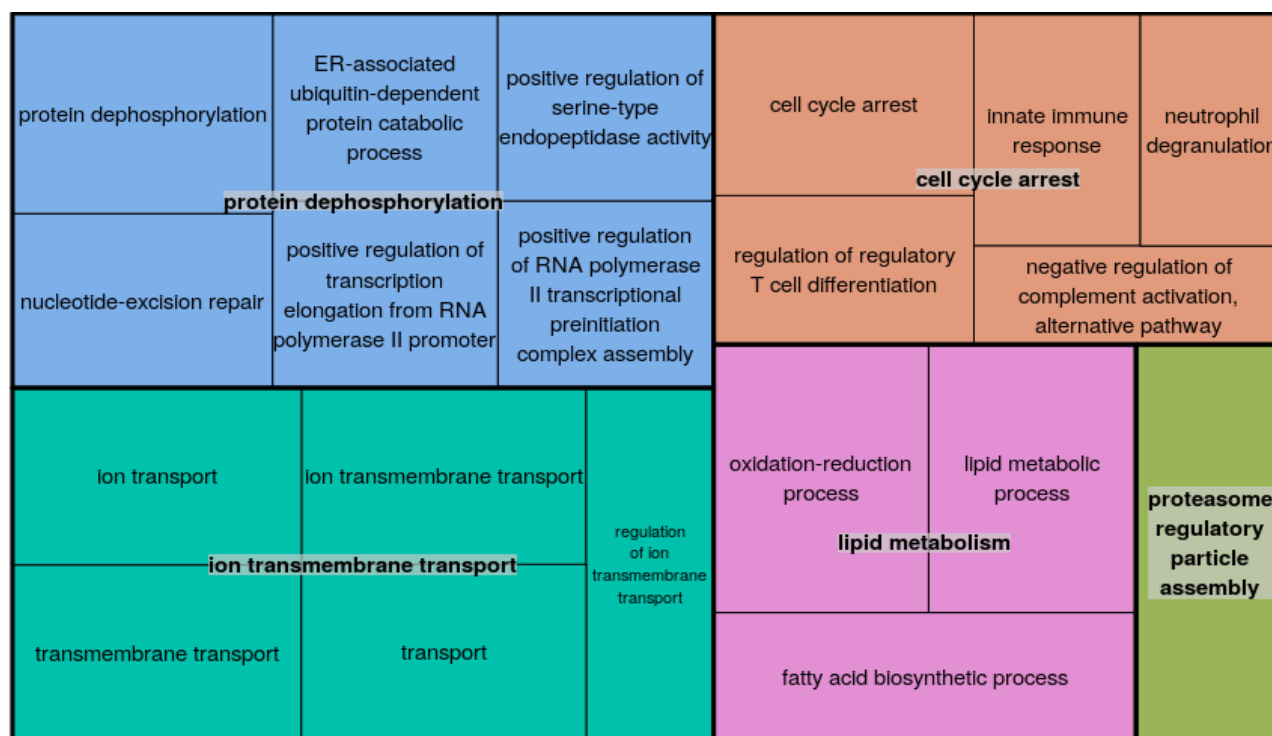 protein dephosphorylation
ER-associated
ubiquitin-dependent
protein catabolic
process
positive regulation of
serine-type
endopeptidase activity
protein dephosphorylation
nucleotide-excision repair
positive regulation of
transcription
elongation from RNA
polymerase II promoter
positive regulation
of RNA polymerase
II transcriptional
preinitiation
complex assembly
cell cycle arrest
innate immune
response
neutrophil
degranulation
cell cycle arrest
regulation of regulatory
T cell differentiation
negative regulation of
complement activation,
alternative pathway
ion transport
ion transmembrane transport
regulation
of ion
transmembrane
transport
ion transmembrane transport
transmembrane transport
transport
oxidation-reduction
process
lipid metabolic
process
lipid metabolism
fatty acid biosynthetic process
proteasome
regulatory
particle
assembly